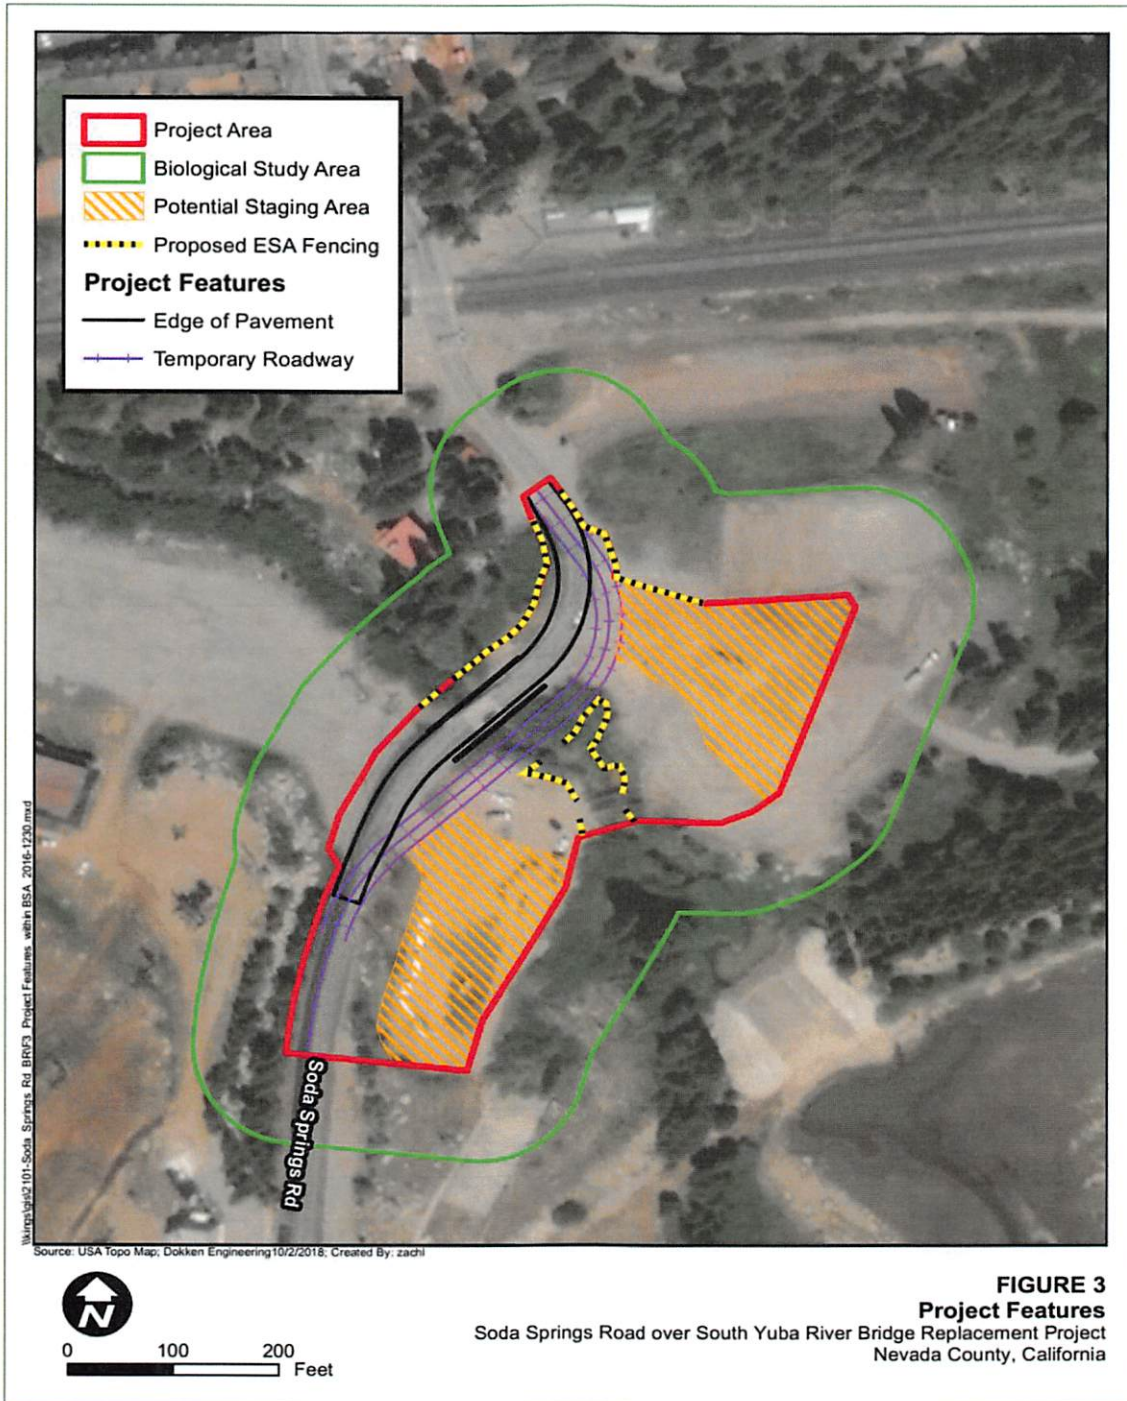 Project Area
Biological Study Area
Potential Staging Area
Proposed ESA Fencing
Project Features
Edge of Pavement
Temporary Roadway
Soda Springs Rd
Source: USA Topo Map; Dokken Engineering10/2/2018; Created By: zachl
N
0 100 200
Feet
FIGURE 3
Project Features
Soda Springs Road over South Yuba River Bridge Replacement Project
Nevada County, California